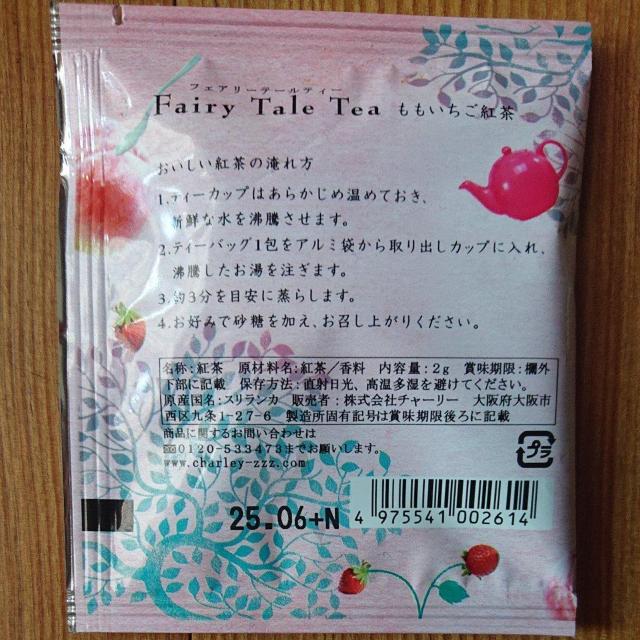 フェアリーテールティー
Fairy Tale Tea ももいちご紅茶
おいしい紅茶の淹れ方
1.ティーカップはあらかじめ温めておき、
新鮮な水を沸騰させます。
2.ティーバッグ1包をアルミ袋から取り出しカップに入れ、
沸騰したお湯を注ぎます。
3.約3分を目安に蒸らします。
4.お好みで砂糖を加え、お召し上がりください。
名称:紅茶 原材料名:紅茶／香料 内容量:2g 賞味期限:欄外
下部に記載 保存方法:直射日光、高温多湿を避けてください。
原産国名:スリランカ 販売者:株式会社チャーリー 大阪府大阪市
西区九条1-27-6 製造所固有記号は賞味期限後ろに記載
商品に関するお問い合わせは
☎0120-533473までお願いします。
www.charley-zzz.com
プラ
25.06+N
4 975541 002614